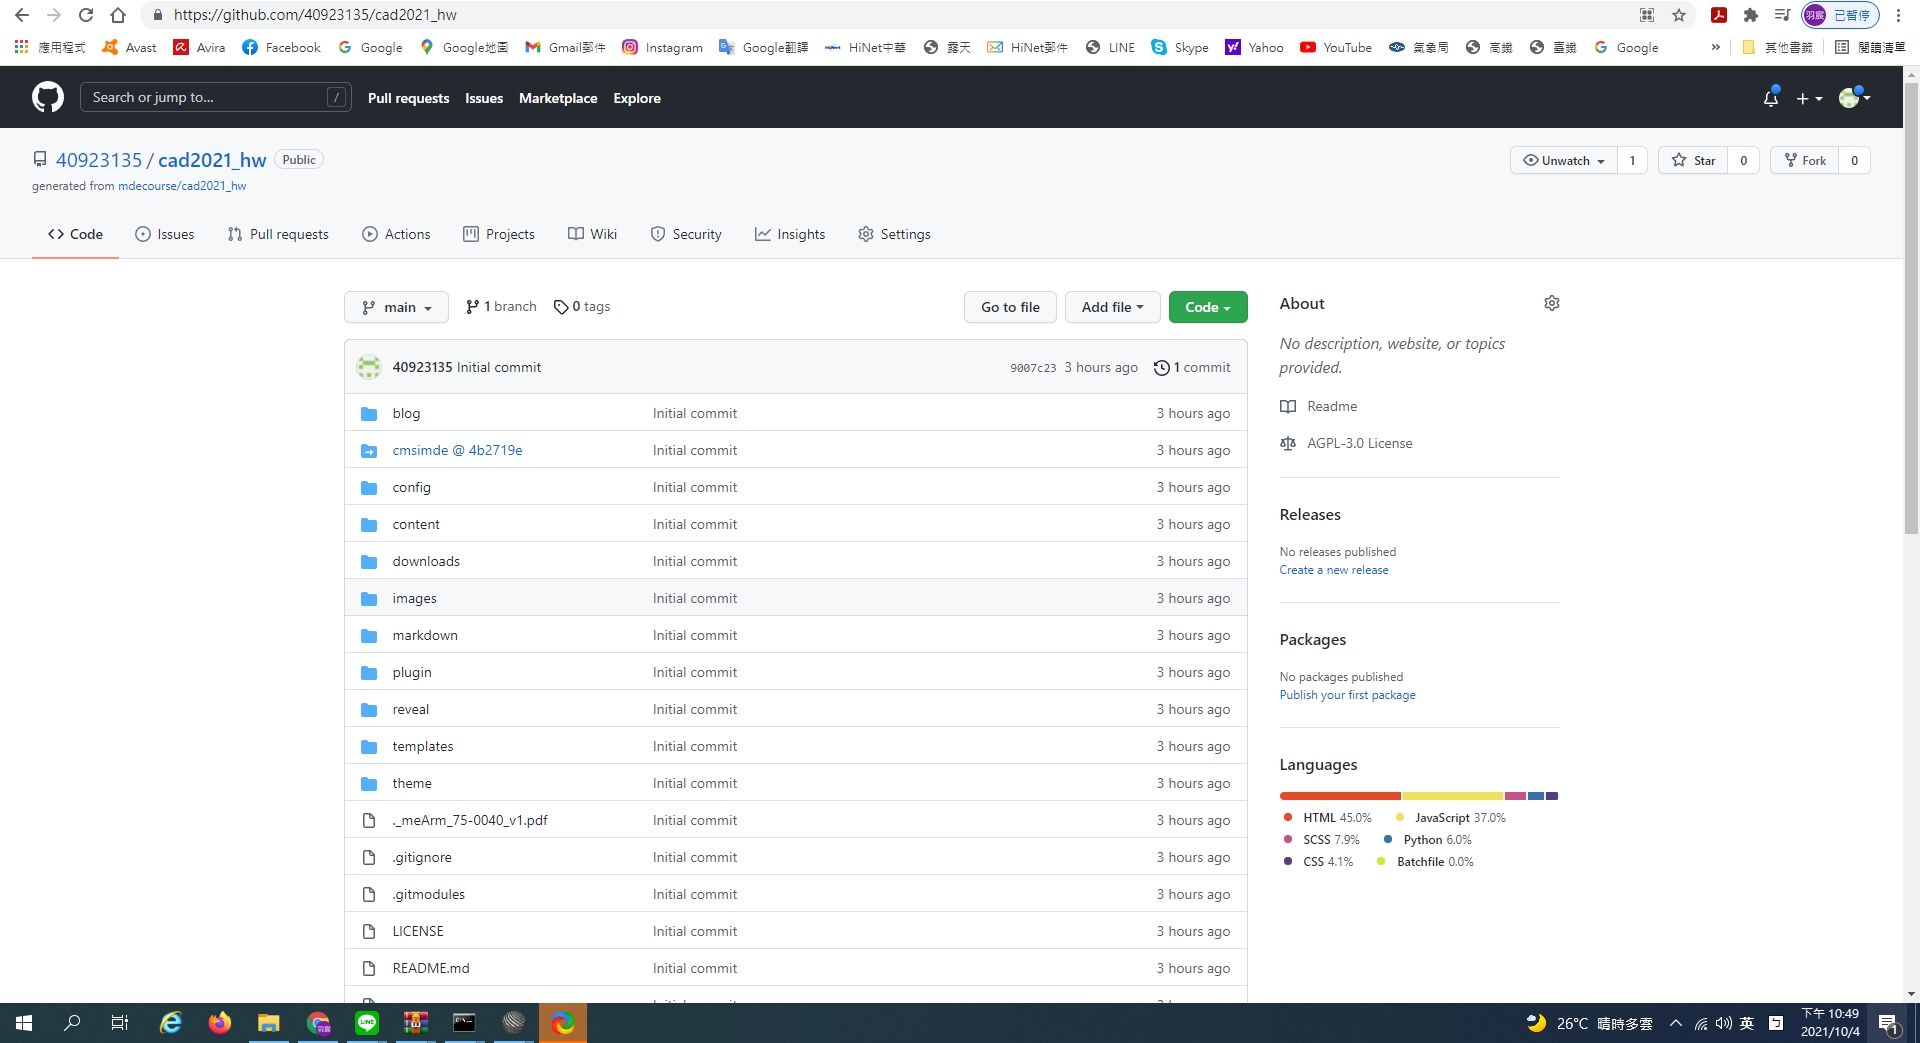 https://github.com/40923135/cad2021_hw
羽宸 已暫停
應用程式 Avast Avira Facebook Google Google地圖 Gmail郵件 Instagram Google翻譯 HiNet中華 露天 HiNet郵件 LINE Skype Yahoo YouTube 氣象局 高鐵 臺鐵 Google » 其他書籤 閱讀清單
Search or jump to... /
Pull requests Issues Marketplace Explore
40923135 / cad2021_hw Public
Unwatch 1 Star 0 Fork 0
generated from mdecourse/cad2021_hw
Code Issues Pull requests Actions Projects Wiki Security Insights Settings
main 1 branch 0 tags Go to file Add file Code
40923135 Initial commit 9007c23 3 hours ago 1 commit
blog Initial commit 3 hours ago
cmsimde @ 4b2719e Initial commit 3 hours ago
config Initial commit 3 hours ago
content Initial commit 3 hours ago
downloads Initial commit 3 hours ago
images Initial commit 3 hours ago
markdown Initial commit 3 hours ago
plugin Initial commit 3 hours ago
reveal Initial commit 3 hours ago
templates Initial commit 3 hours ago
theme Initial commit 3 hours ago
._meArm_75-0040_v1.pdf Initial commit 3 hours ago
.gitignore Initial commit 3 hours ago
.gitmodules Initial commit 3 hours ago
LICENSE Initial commit 3 hours ago
README.md Initial commit 3 hours ago
About
No description, website, or topics
provided.
Readme
AGPL-3.0 License
Releases
No releases published
Create a new release
Packages
No packages published
Publish your first package
Languages
HTML 45.0% JavaScript 37.0%
SCSS 7.9% Python 6.0%
CSS 4.1% Batchfile 0.0%
26°C 晴時多雲 英
下午 10:49
2021/10/4
1